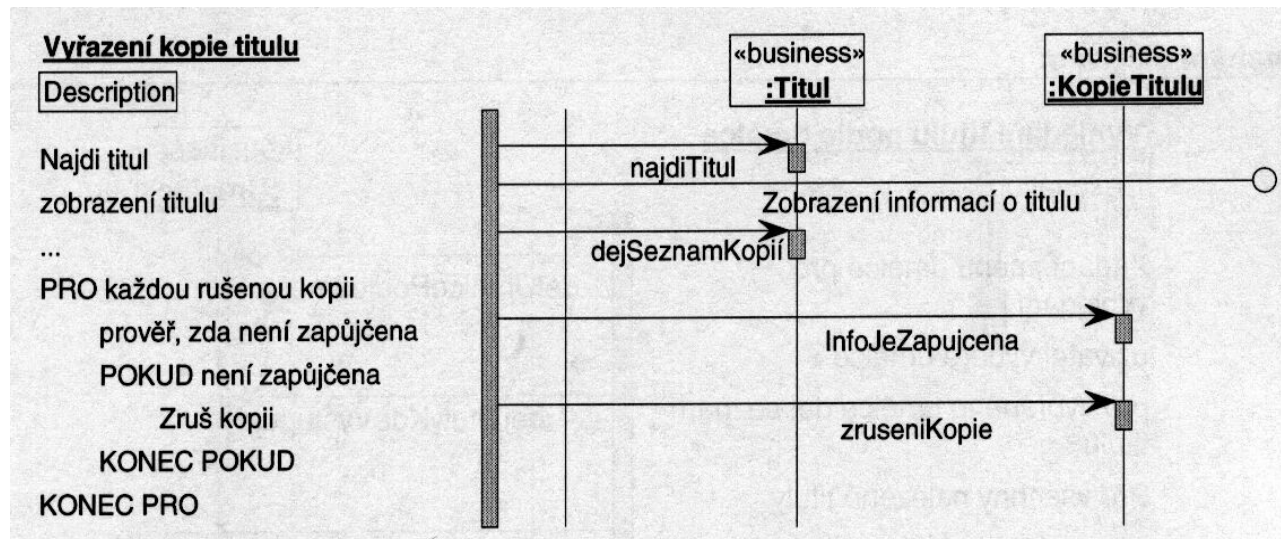 Vyřazení kopie titulu
«business»
:Titul
«business»
:KopieTitulu
Description
Najdi titul
najdiTitul
zobrazení titulu
Zobrazení informací o titulu
...
dejSeznamKopií
PRO každou rušenou kopii
prověř, zda není zapůjčena
InfoJeZapujcena
POKUD není zapůjčena
Zruš kopii
zruseniKopie
KONEC POKUD
KONEC PRO